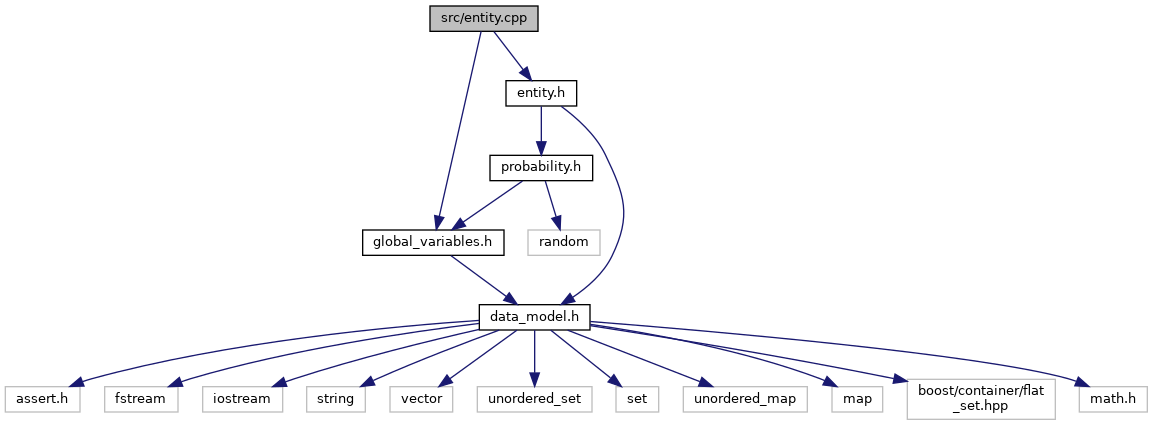 src/entity.cpp
entity.h
probability.h
global_variables.h
random
data_model.h
assert.h
fstream
iostream
string
vector
unordered_set
set
unordered_map
map
boost/container/flat
_set.hpp
math.h